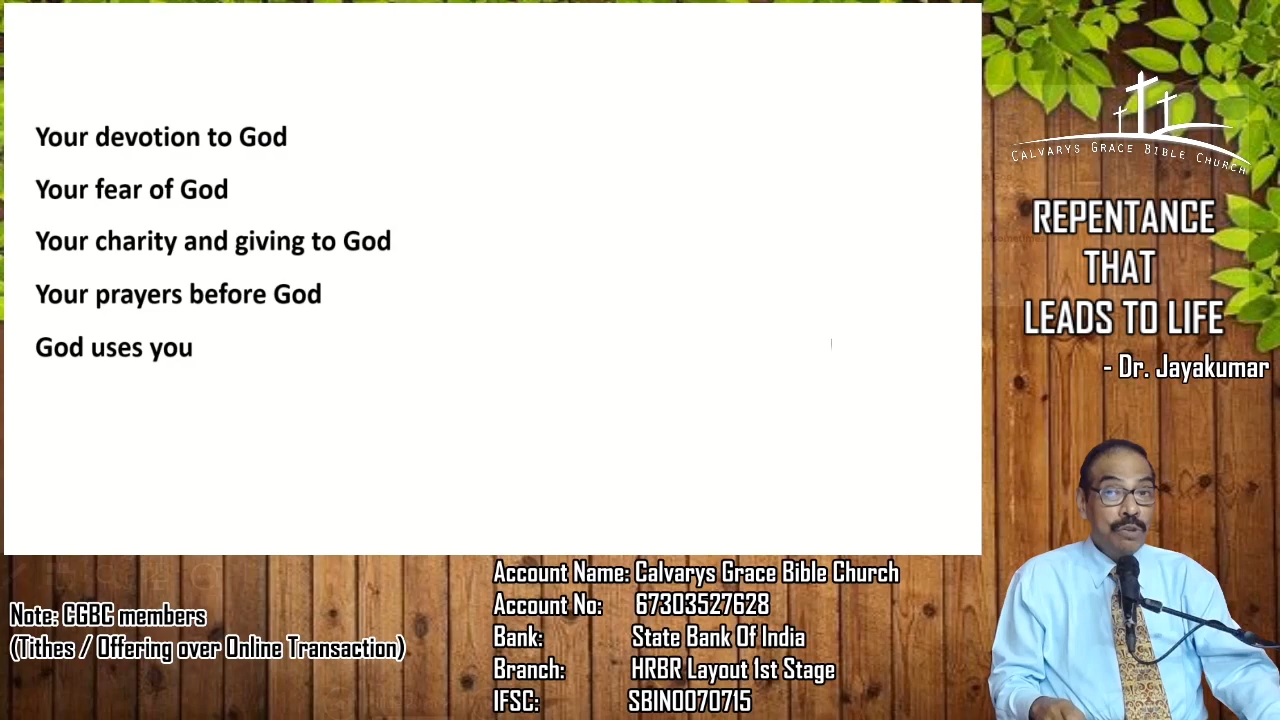 Your devotion to God
Your fear of God
Your charity and giving to God
Your prayers before God
God uses you
CALVARYS GRACE BIBLE CHURCH
REPENTANCE
THAT
LEADS TO LIFE
- Dr. Jayakumar
Note: CGBC members
(Tithes / Offering over Online Transaction)
Account Name: Calvarys Grace Bible Church
Account No: 67303527628
Bank: State Bank Of India
Branch: HRBR Layout 1st Stage
IFSC: SBIN0070715